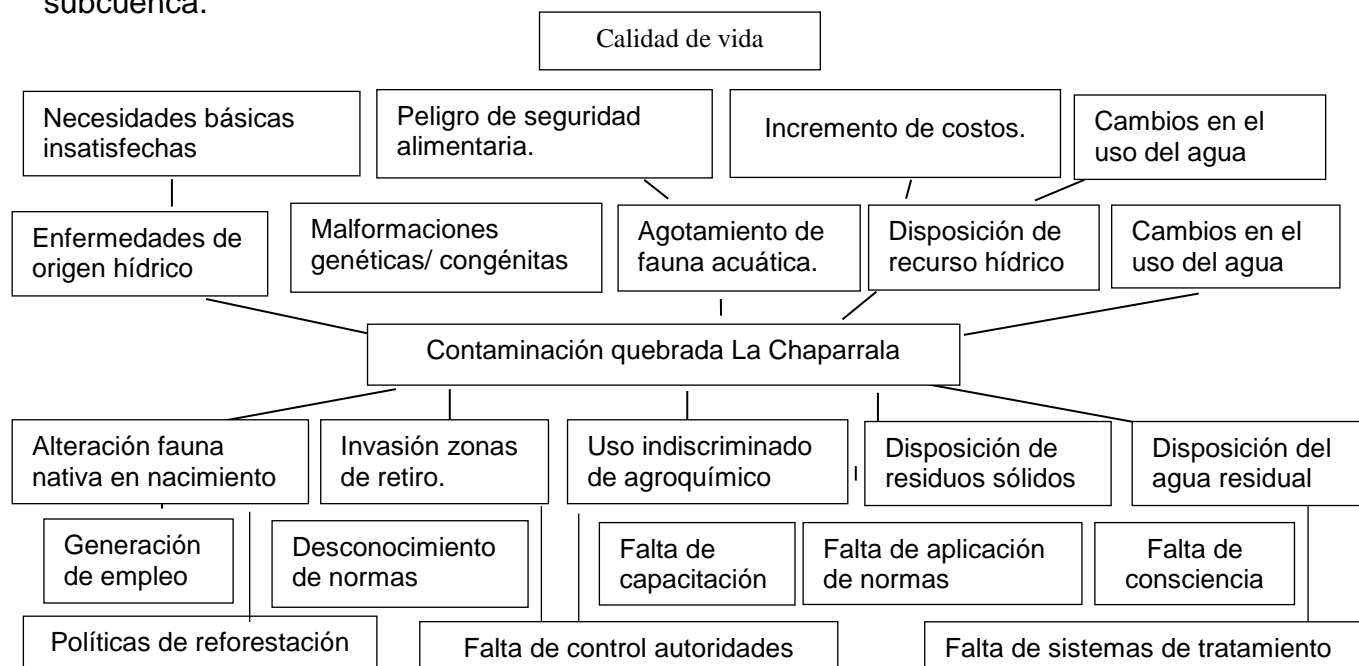 subcuenca.
Calidad de vida
Necesidades básicas
insatisfechas
Peligro de seguridad
alimentaria.
Incremento de costos.
Cambios en el
uso del agua
Enfermedades de
origen hídrico
Malformaciones
genéticas/ congénitas
Agotamiento de
fauna acuática.
Disposición de
recurso hídrico
Cambios en el
uso del agua
Contaminación quebrada La Chaparrala
Alteración fauna
nativa en nacimiento
Invasión zonas
de retiro.
Uso indiscriminado
de agroquímico
Disposición de
residuos sólidos
Disposición del
agua residual
Generación
de empleo
Desconocimiento
de normas
Falta de
capacitación
Falta de aplicación
de normas
Falta de
consciencia
Políticas de reforestación
Falta de control autoridades
Falta de sistemas de tratamiento